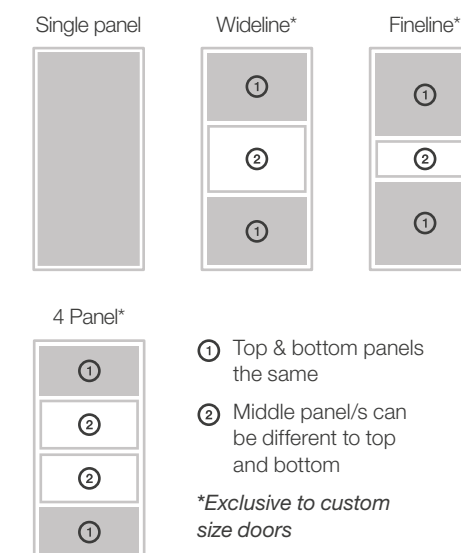 Single panel
Wideline*
Fineline*
①
①
②
②
①
①
4 Panel*
①
②
②
①
① Top & bottom panels
the same
② Middle panel/s can
be different to top
and bottom
*Exclusive to custom
size doors